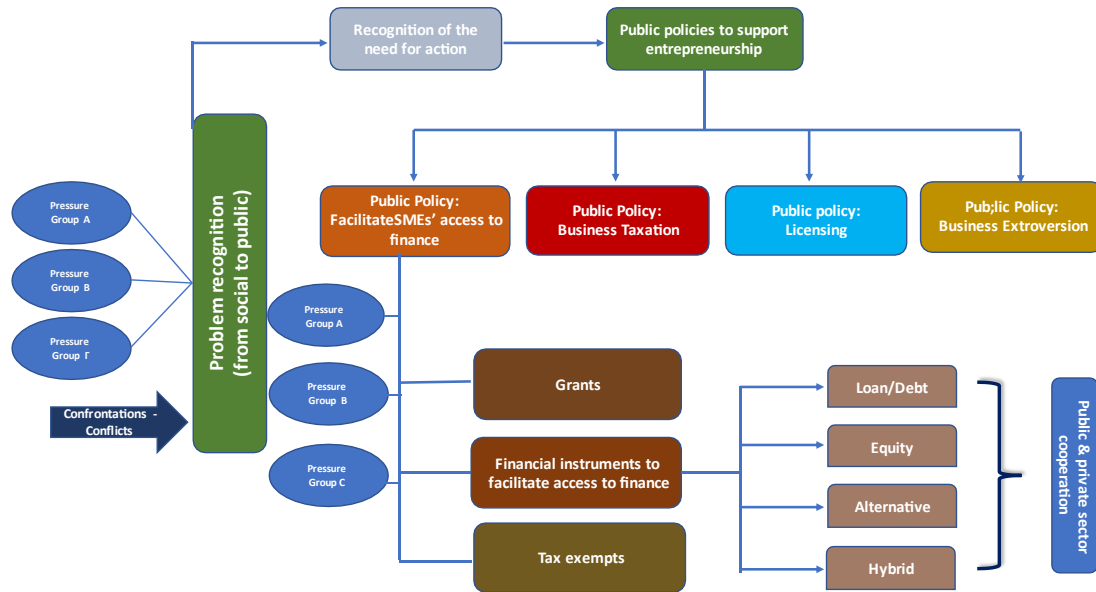 Recognition of the
need for action
Public policies to support
entrepreneurship
Problem recognition
(from social to public)
Pressure
Group A
Pressure
Group B
Pressure
Group Γ
Confrontations -
Conflicts
Public Policy:
FacilitateSMEs' access to
finance
Public Policy:
Business Taxation
Public policy:
Licensing
Pub;lic Policy:
Business Extroversion
Pressure
Group A
Pressure
Group B
Pressure
Group C
Grants
Financial instruments to
facilitate access to finance
Tax exempts
Loan/Debt
Equity
Alternative
Hybrid
Public & private sector
cooperation